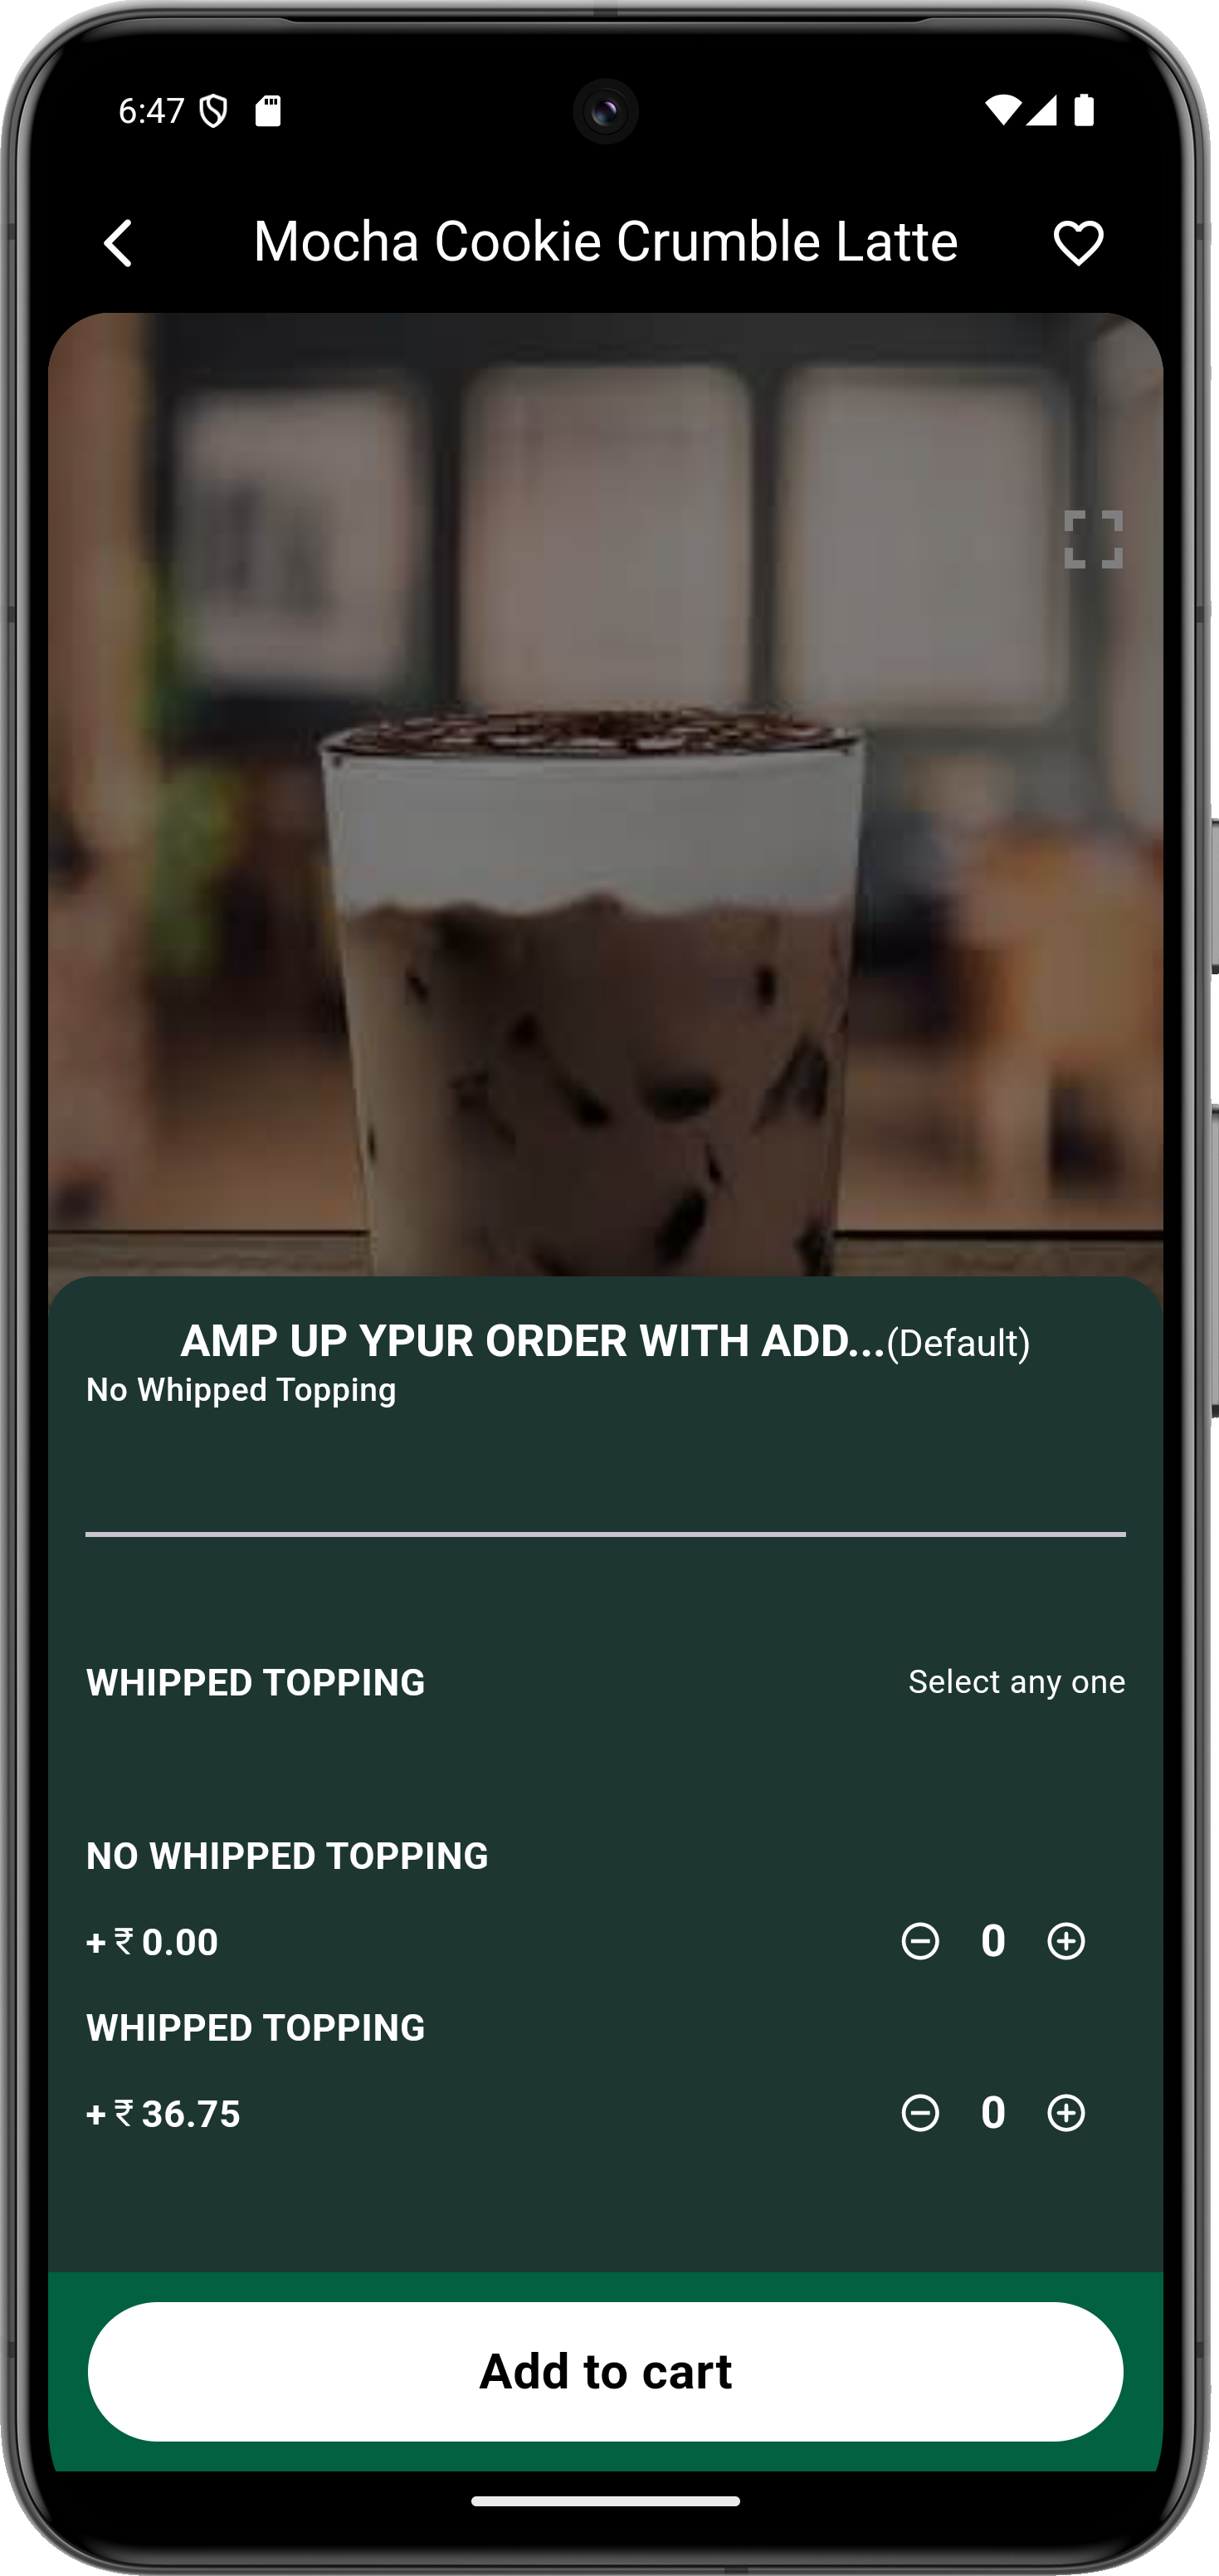 6:47
Mocha Cookie Crumble Latte
AMP UP YPUR ORDER WITH ADD...(Default)
No Whipped Topping
WHIPPED TOPPING Select any one
NO WHIPPED TOPPING
+ ₹ 0.00 0
WHIPPED TOPPING
+ ₹ 36.75 0
Add to cart